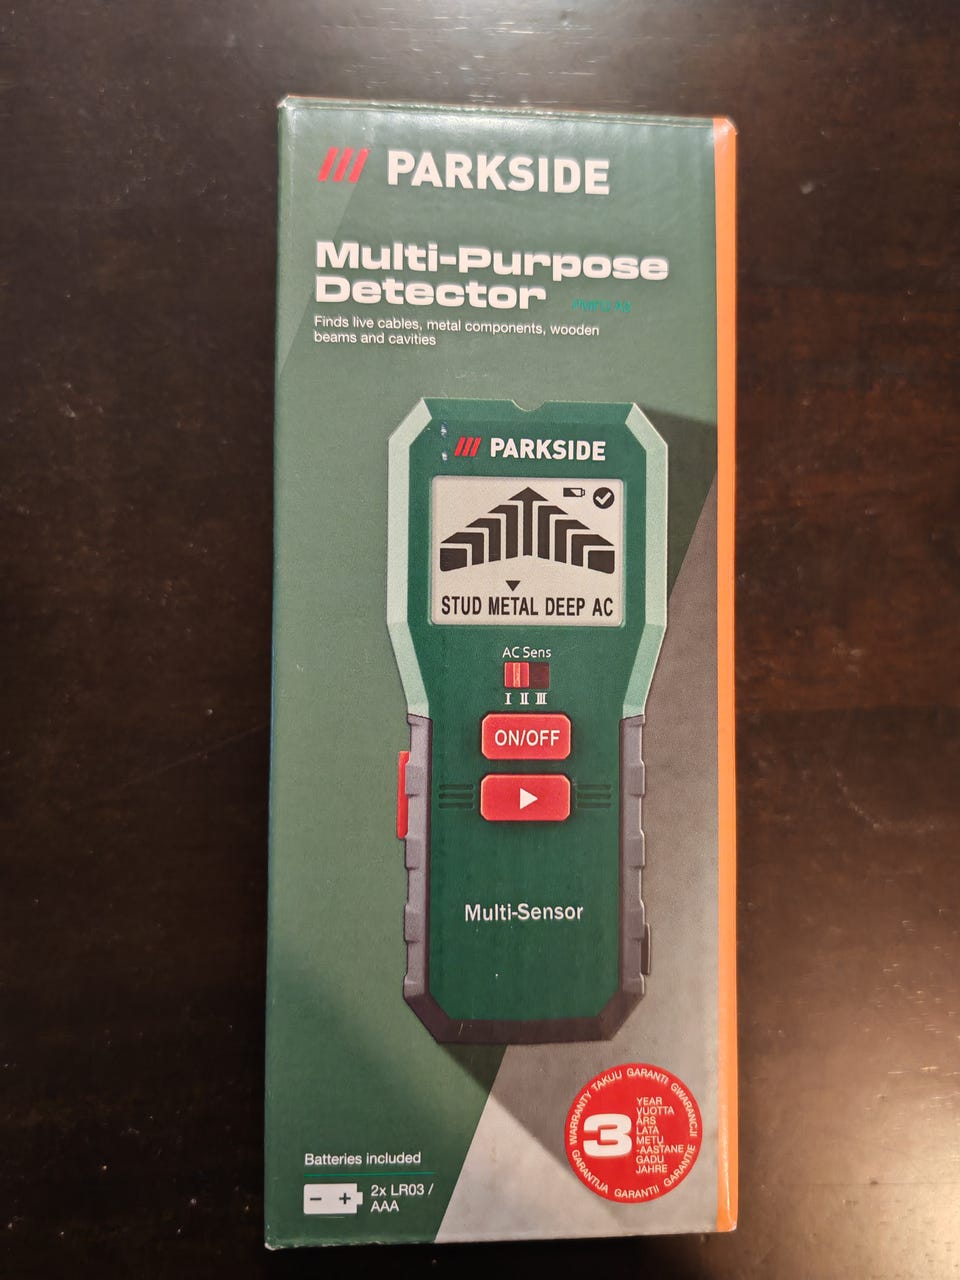 PARKSIDE
Multi-Purpose
Detector
Finds live cables, metal components, wooden
beams and cavities
PARKSIDE
STUD METAL DEEP AC
AC Sens
I II III
ON/OFF
Multi-Sensor
WARRANTY TAKUU GARANTI GWARANCJI
3
YEAR
VUOTTA
ÅRS
LATA
METŲ
-AASTANE
GADU
JAHRE
GARANTIJA GARANTII GARANTIE
Batteries included
2x LR03 /
AAA